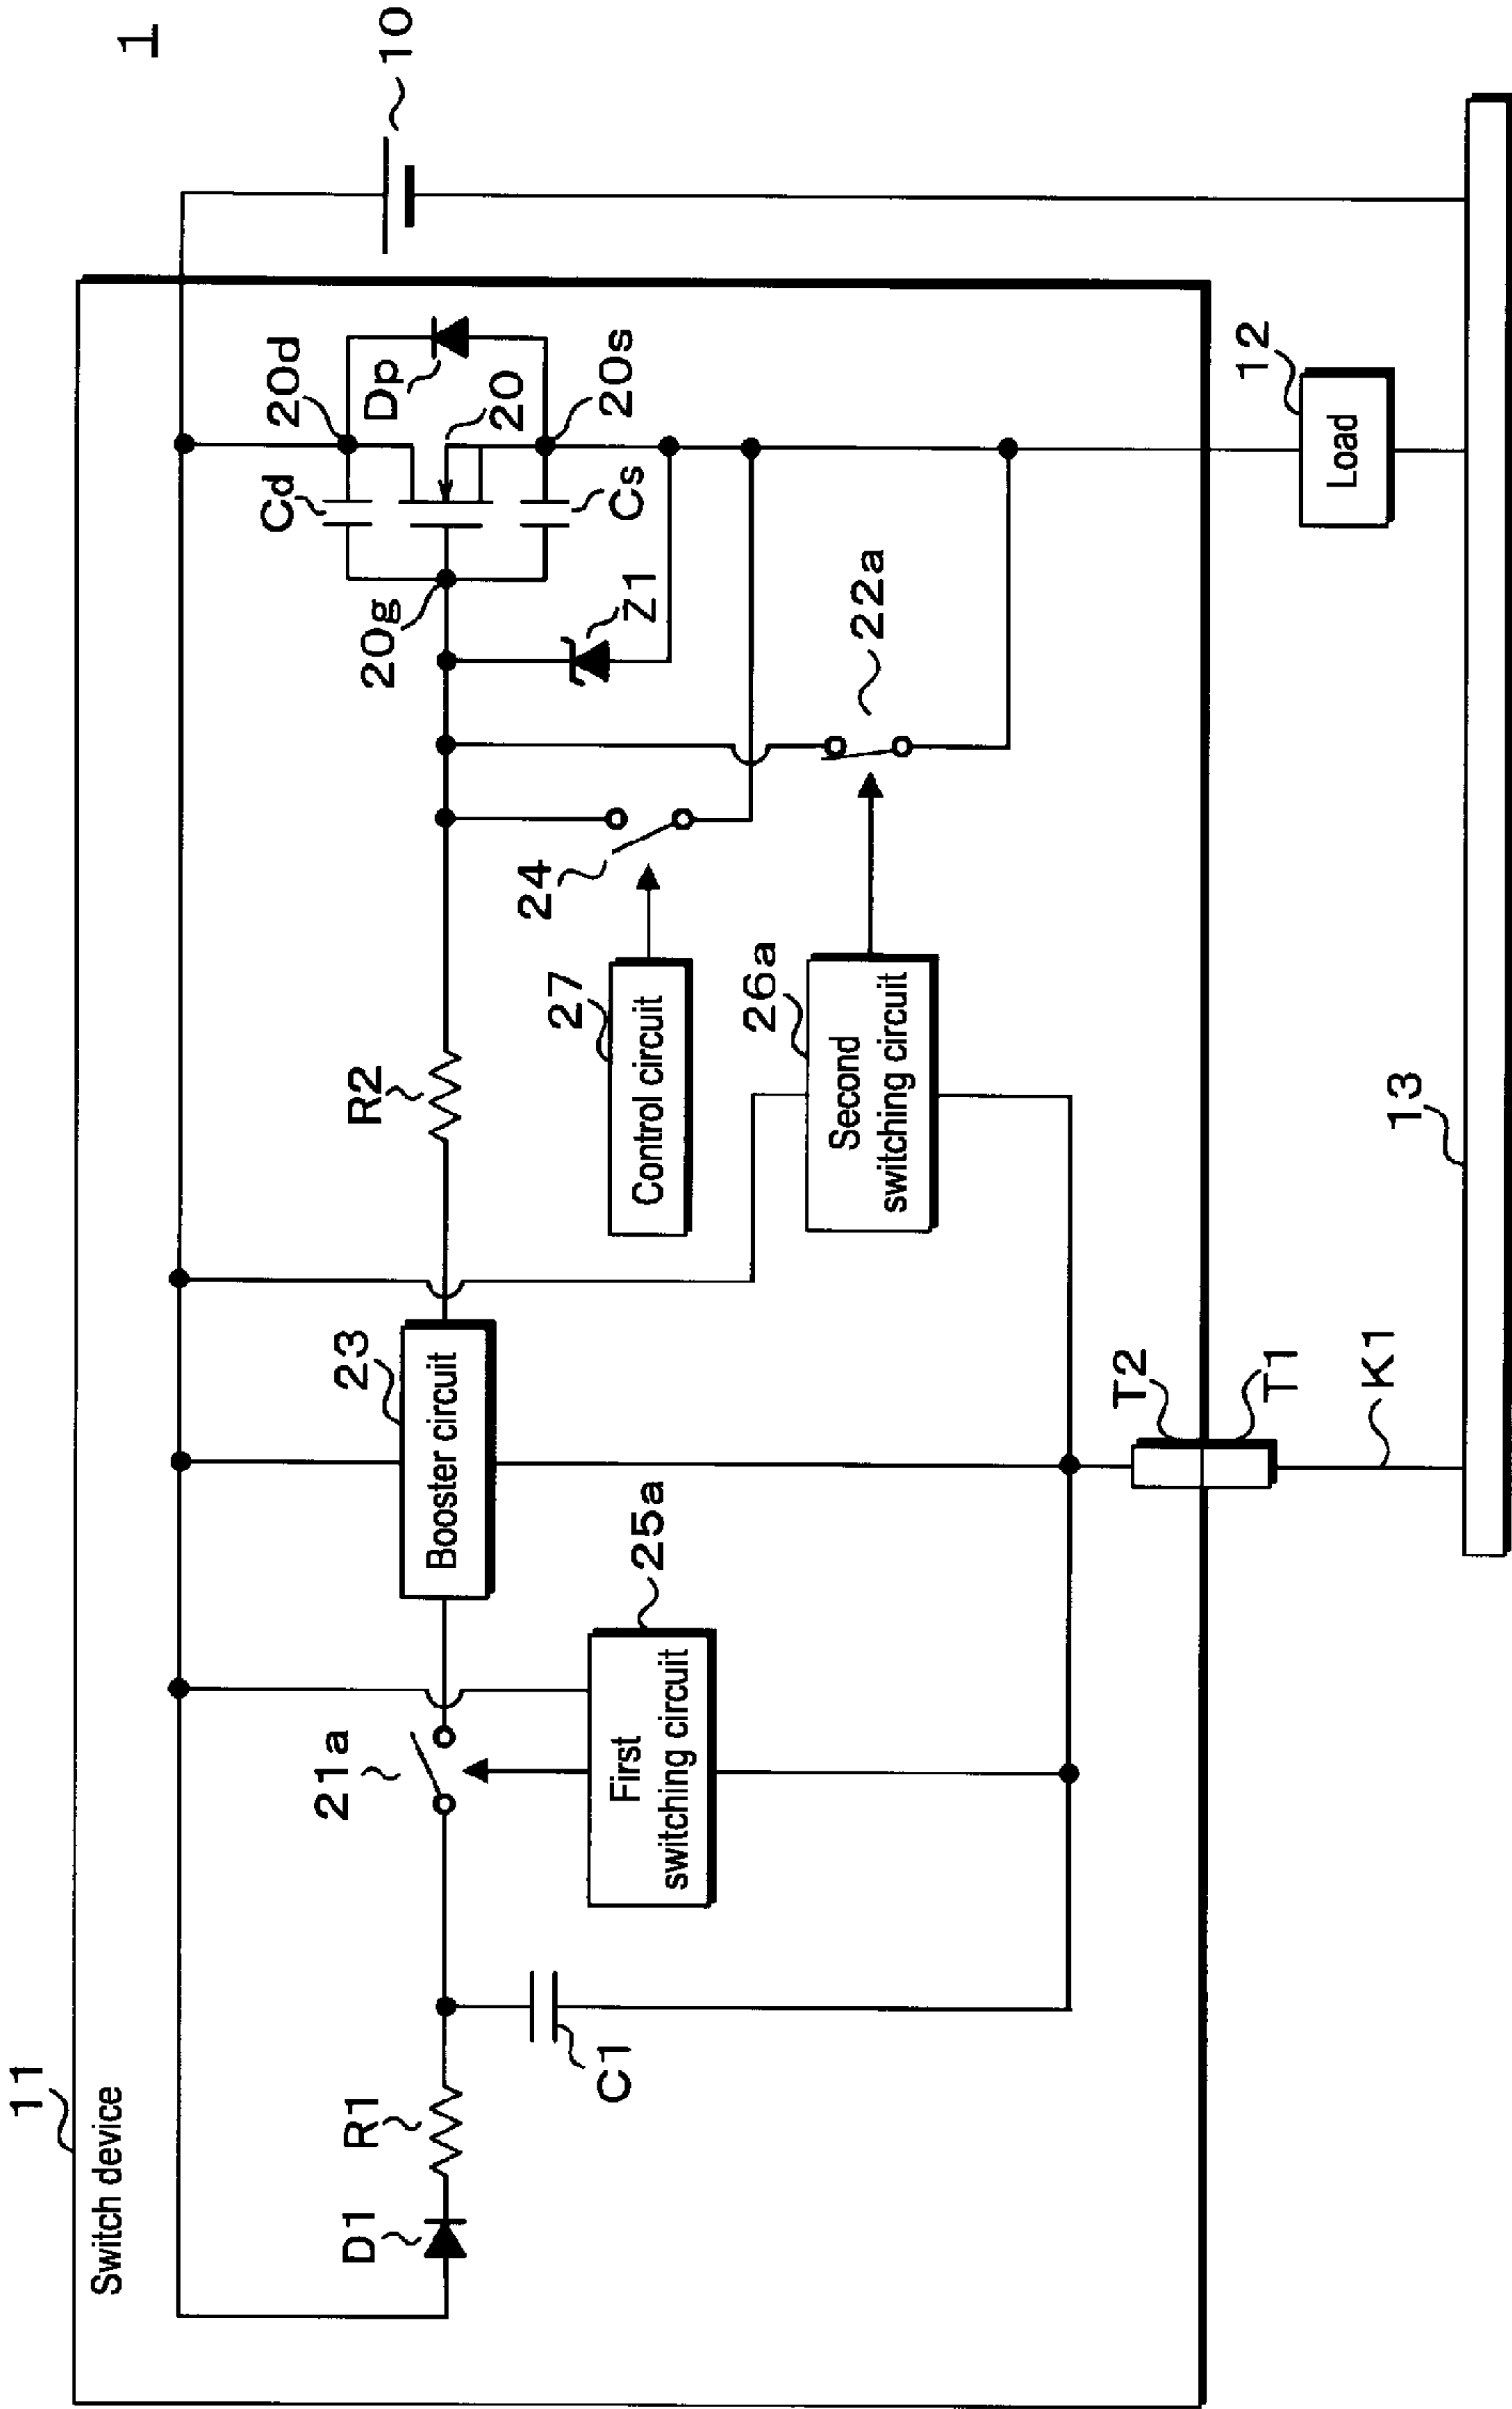 1
11
Switch device
10
20d
Cd
Dp
20
20g
20s
Cs
Z1
R2
23
Booster circuit
24
22a
27
Control circuit
26a
Second
switching circuit
21a
D1
R1
C1
25a
First
switching circuit
T2
T1
K1
12
Load
13